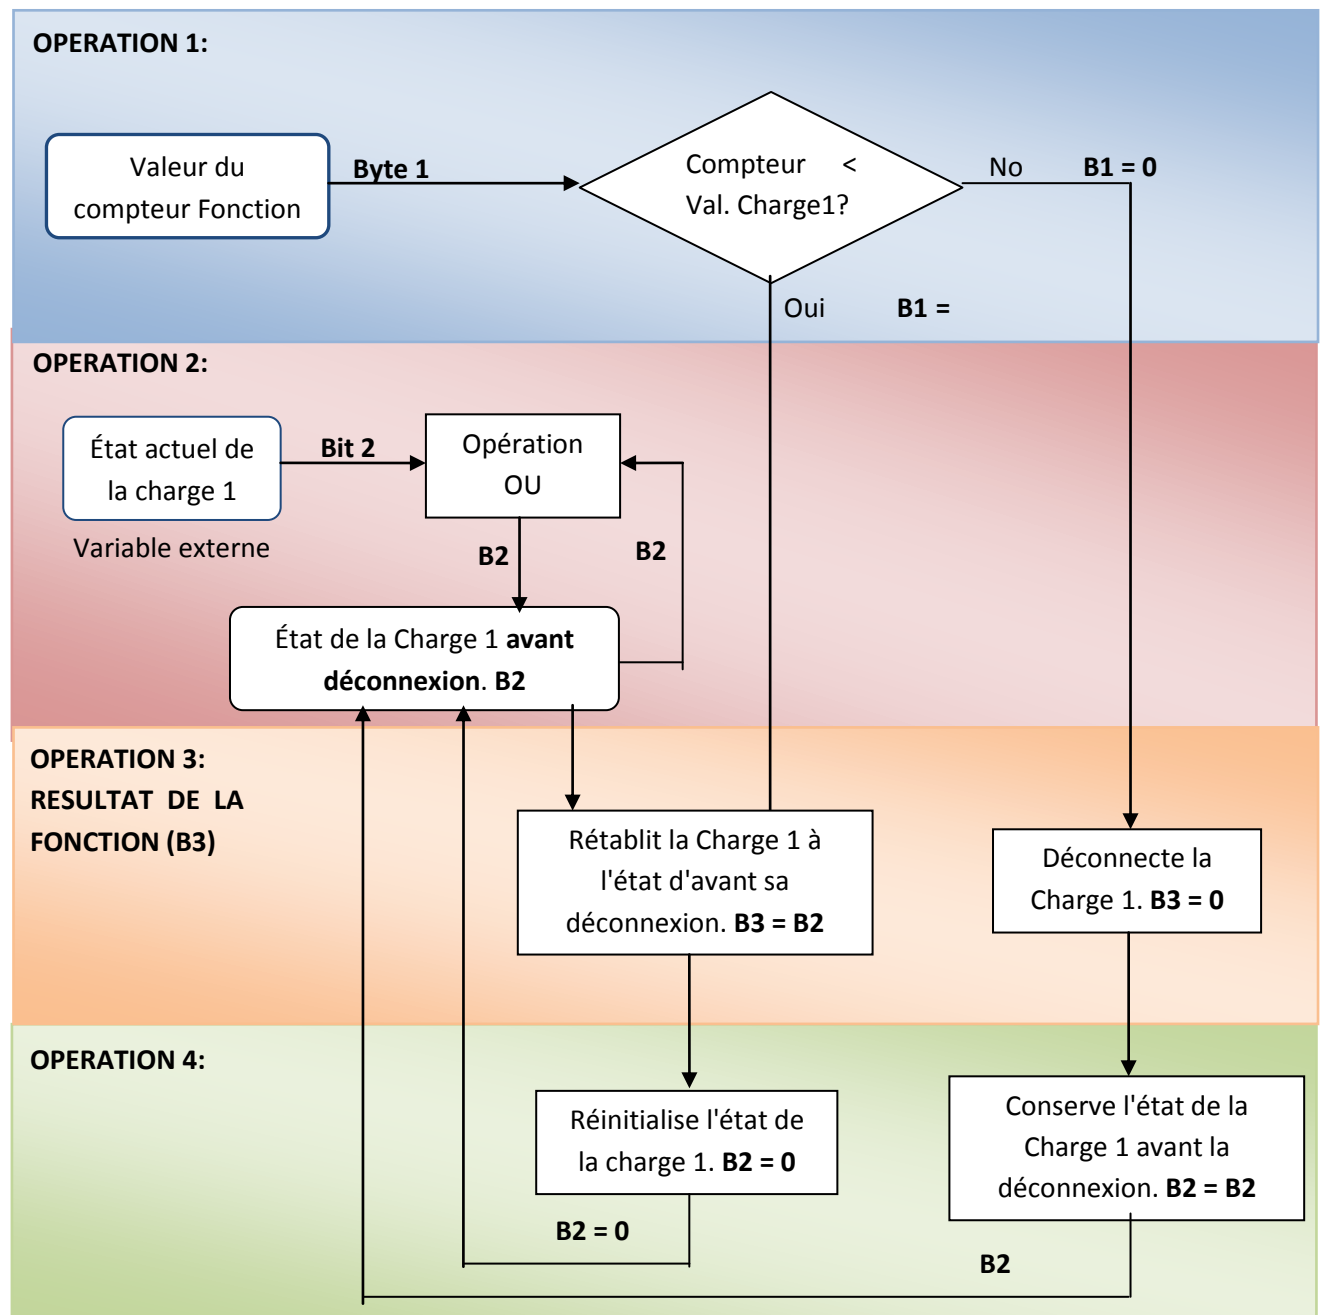 OPERATION 1:
Valeur du
compteur Fonction
Byte 1
Compteur <
Val. Charge1?
No B1 = 0
Oui B1 =
OPERATION 2:
État actuel de
la charge 1
Bit 2
Opération
OU
Variable externe
B2
B2
État de la Charge 1 avant
déconnexion. B2
OPERATION 3:
RESULTAT DE LA
FONCTION (B3)
Rétablit la Charge 1 à
l'état d'avant sa
déconnexion. B3 = B2
Déconnecte la
Charge 1. B3 = 0
OPERATION 4:
Réinitialise l'état de
la charge 1. B2 = 0
Conserve l'état de la
Charge 1 avant la
déconnexion. B2 = B2
B2 = 0
B2